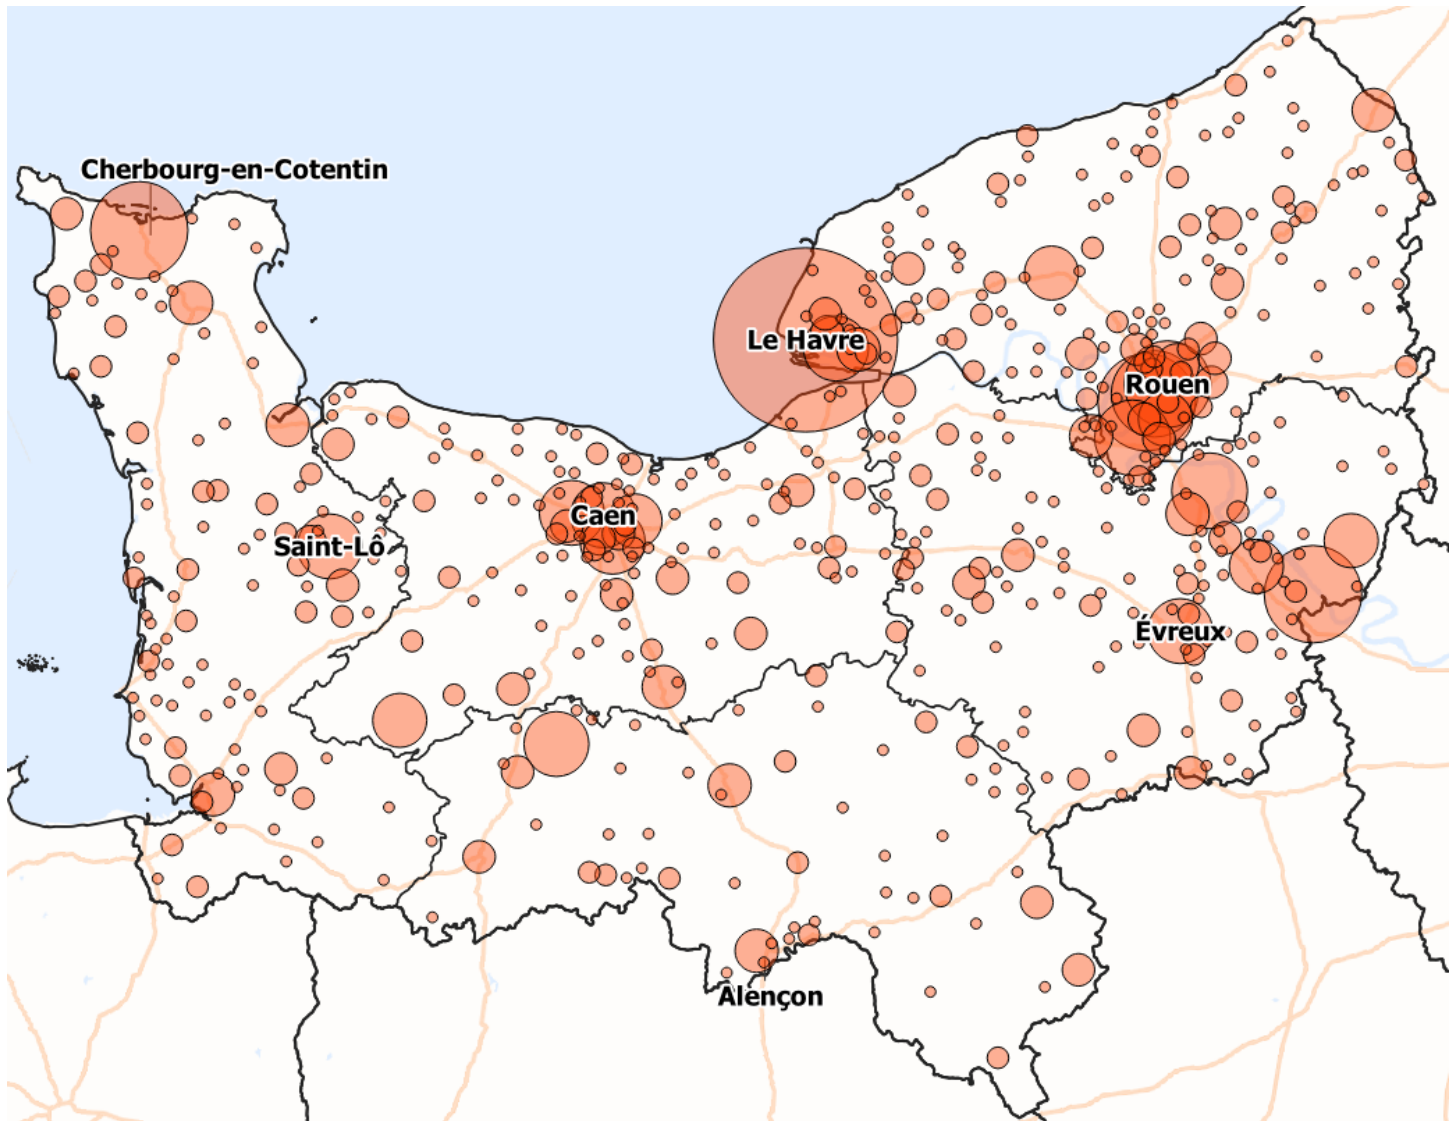 Cherbourg-en-Cotentin
Le Havre
Rouen
Caen
Saint-Lô
Évreux
Alençon